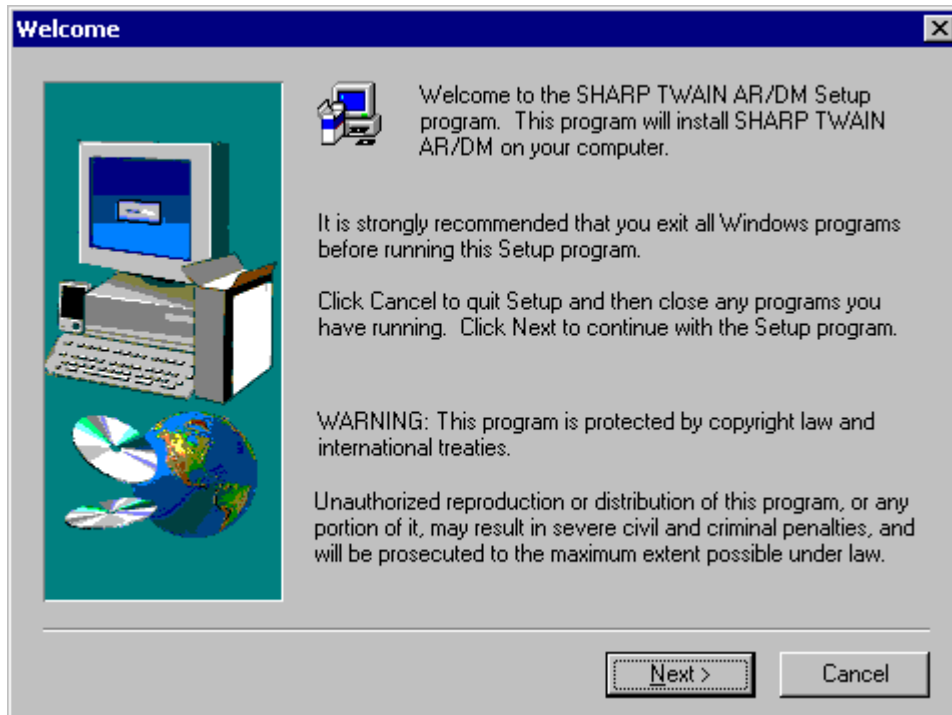 Welcome
Welcome to the SHARP TWAIN AR/DM Setup
program.  This program will install SHARP TWAIN
AR/DM on your computer.
It is strongly recommended that you exit all Windows programs
before running this Setup program.
Click Cancel to quit Setup and then close any programs you
have running.  Click Next to continue with the Setup program.
WARNING: This program is protected by copyright law and
international treaties.
Unauthorized reproduction or distribution of this program, or any
portion of it, may result in severe civil and criminal penalties, and
will be prosecuted to the maximum extent possible under law.
Next >
Cancel